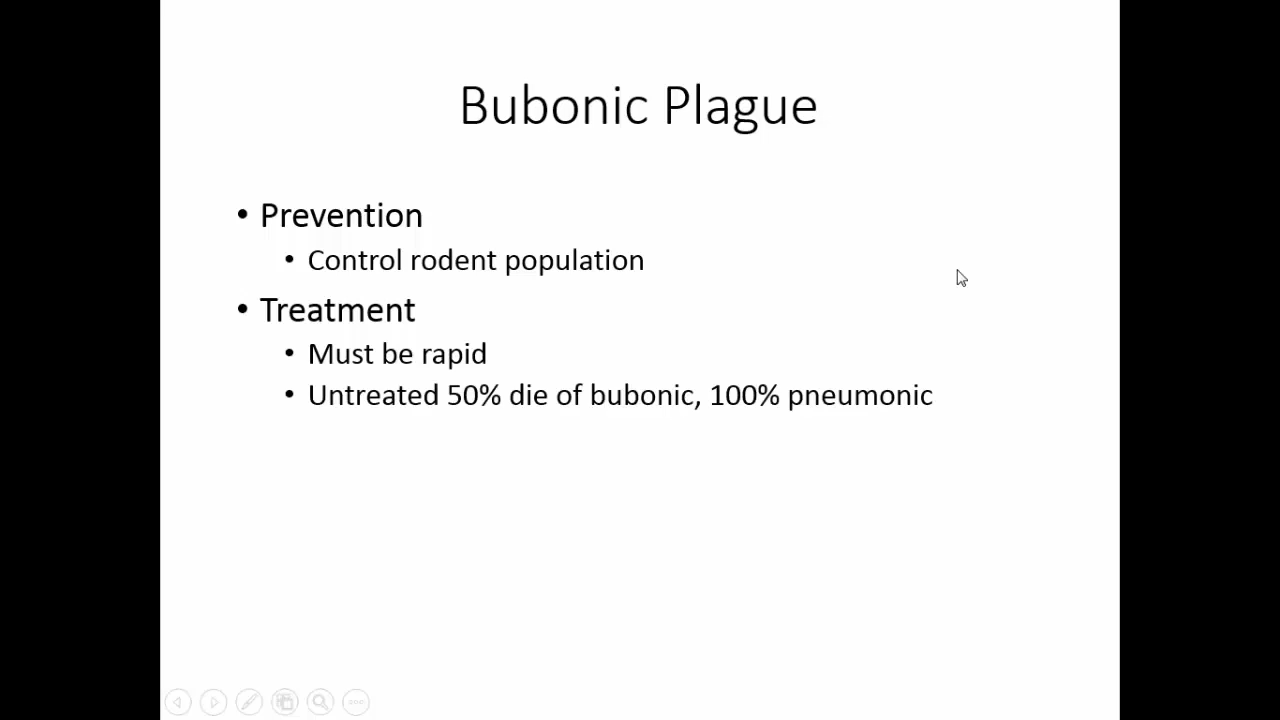 Bubonic Plague
• Prevention
• Control rodent population
• Treatment
• Must be rapid
• Untreated 50% die of bubonic, 100% pneumonic